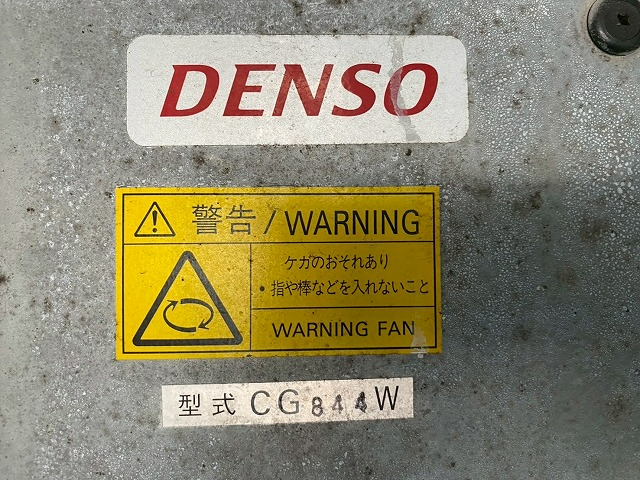 DENSO
警告/WARNING
ケガのおそれあり
・指や棒などを入れないこと
WARNING FAN
型式 CG844W